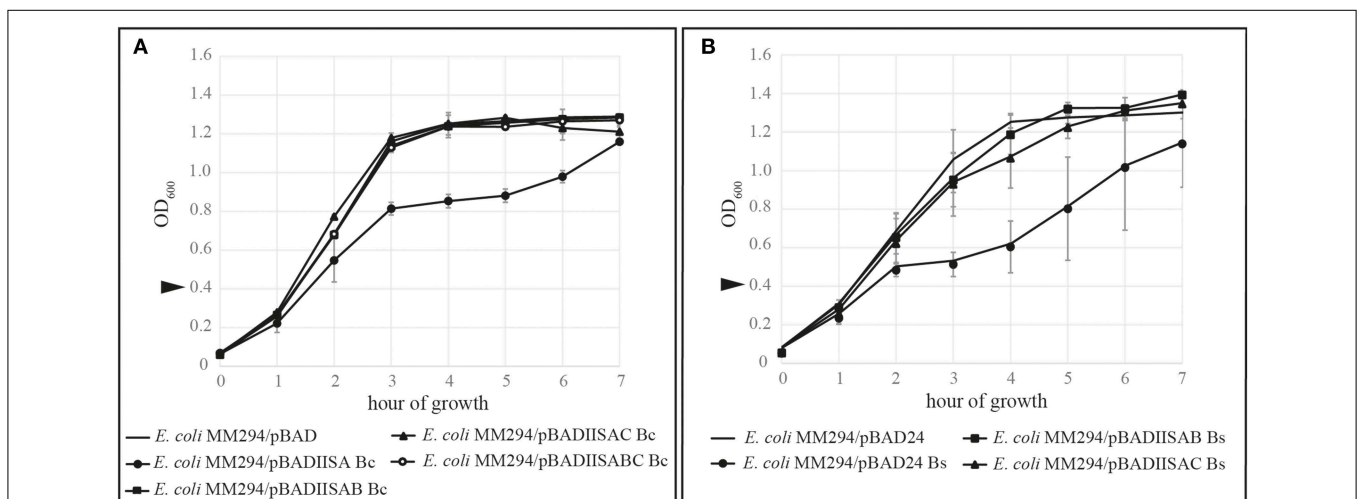 A
1.6
1.4
1.2
1.0
0.8
0.6
0.4
0.2
0
OD600
0 1 2 3 4 5 6 7
hour of growth
E. coli MM294/pBAD
E. coli MM294/pBADIISA Bc
E. coli MM294/pBADIISAB Bc
E. coli MM294/pBADIISAC Bc
E. coli MM294/pBADIISABC Bc
B
1.6
1.4
1.2
1.0
0.8
0.6
0.4
0.2
0
OD600
0 1 2 3 4 5 6 7
hour of growth
E. coli MM294/pBAD24
E. coli MM294/pBAD24 Bs
E. coli MM294/pBADIISAB Bs
E. coli MM294/pBADIISAC Bs